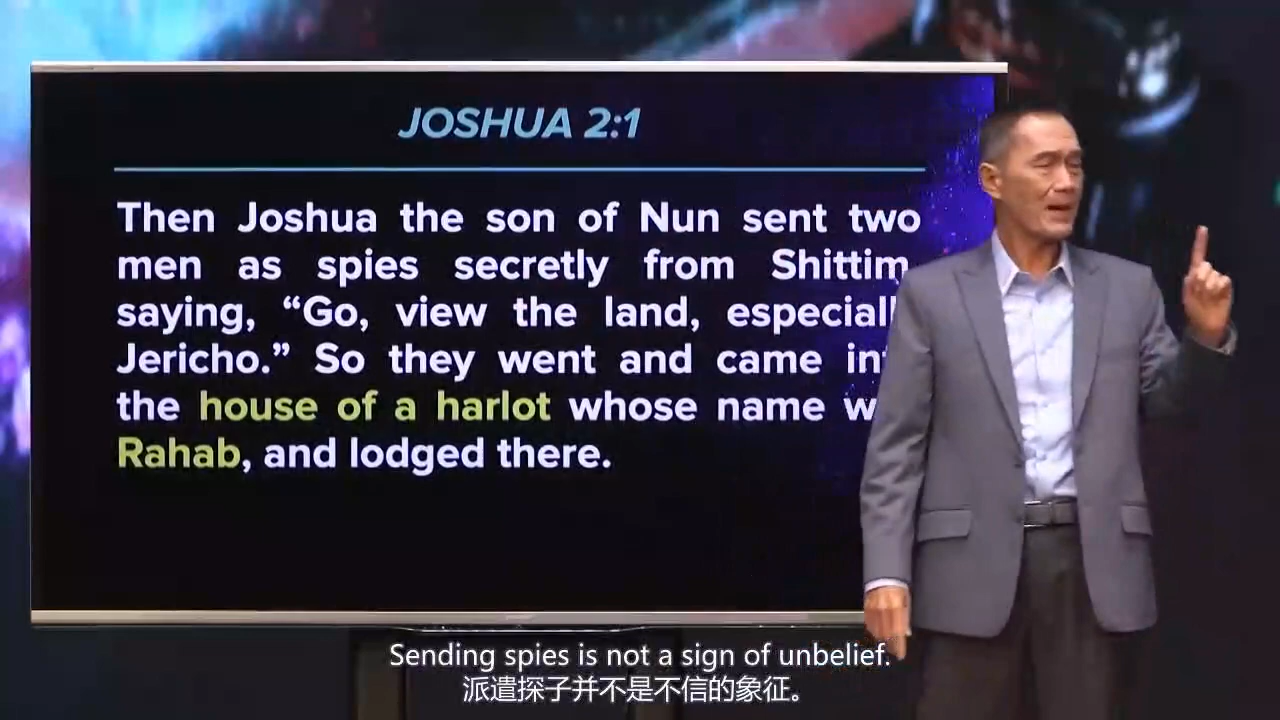 JOSHUA 2:1
Then Joshua the son of Nun sent two
men as spies secretly from Shittim
saying, “Go, view the land, especiall
Jericho.” So they went and came in
the house of a harlot whose name w
Rahab, and lodged there.
Sending spies is not a sign of unbelief.
派遣探子并不是不信的象征。